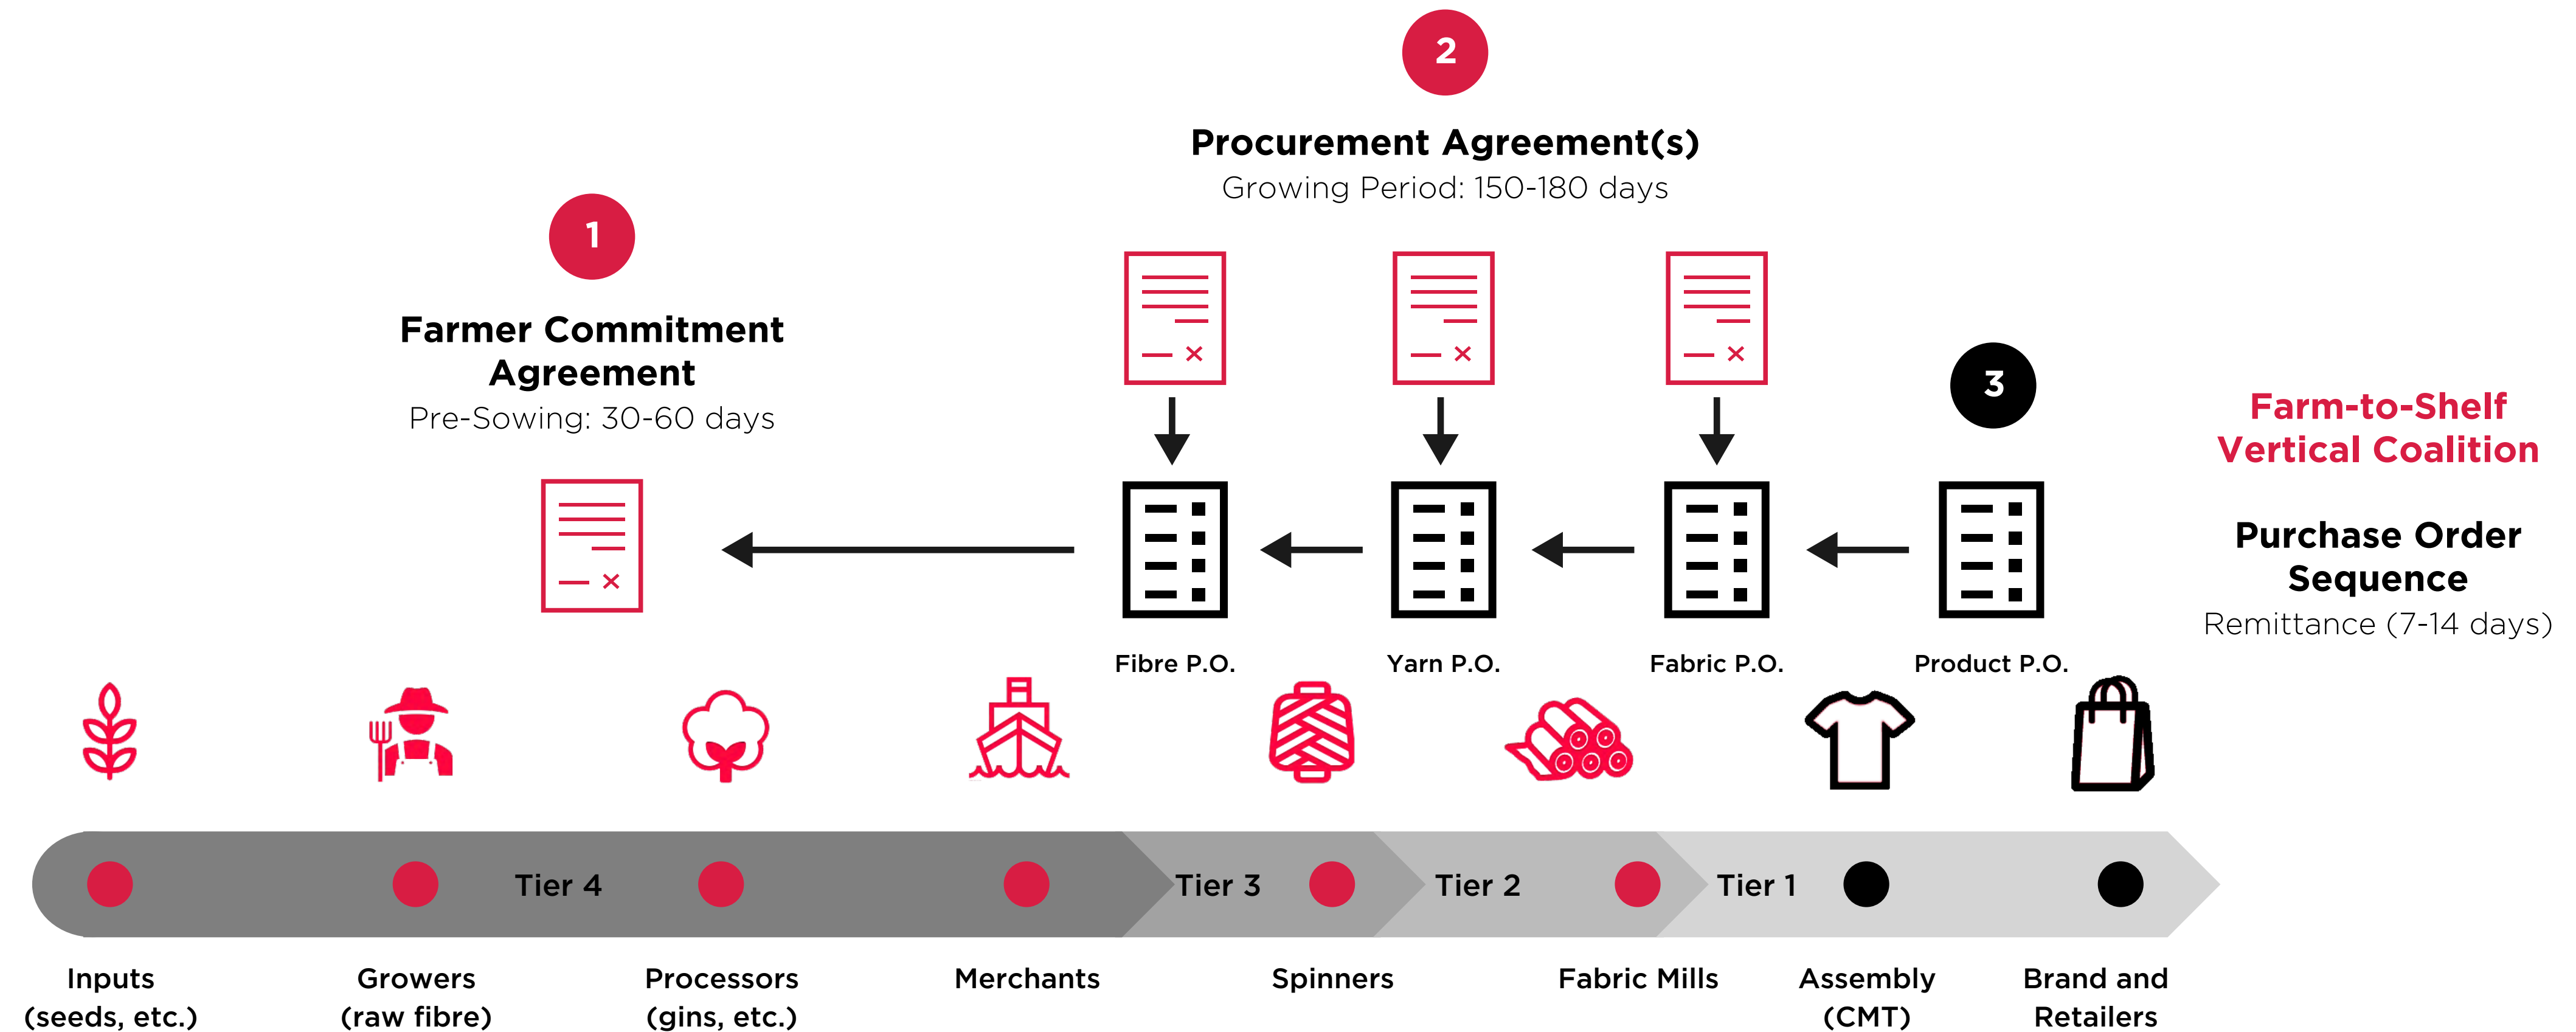 2
Procurement Agreement(s)
Growing Period: 150-180 days
1
Farmer Commitment
Agreement
Pre-Sowing: 30-60 days
3
Farm-to-Shelf
Vertical Coalition
Purchase Order
Sequence
Remittance (7-14 days)
Fibre P.O.
Yarn P.O.
Fabric P.O.
Product P.O.
Tier 4
Tier 3
Tier 2
Tier 1
Inputs
(seeds, etc.)
Growers
(raw fibre)
Processors
(gins, etc.)
Merchants
Spinners
Fabric Mills
Assembly
(CMT)
Brand and
Retailers